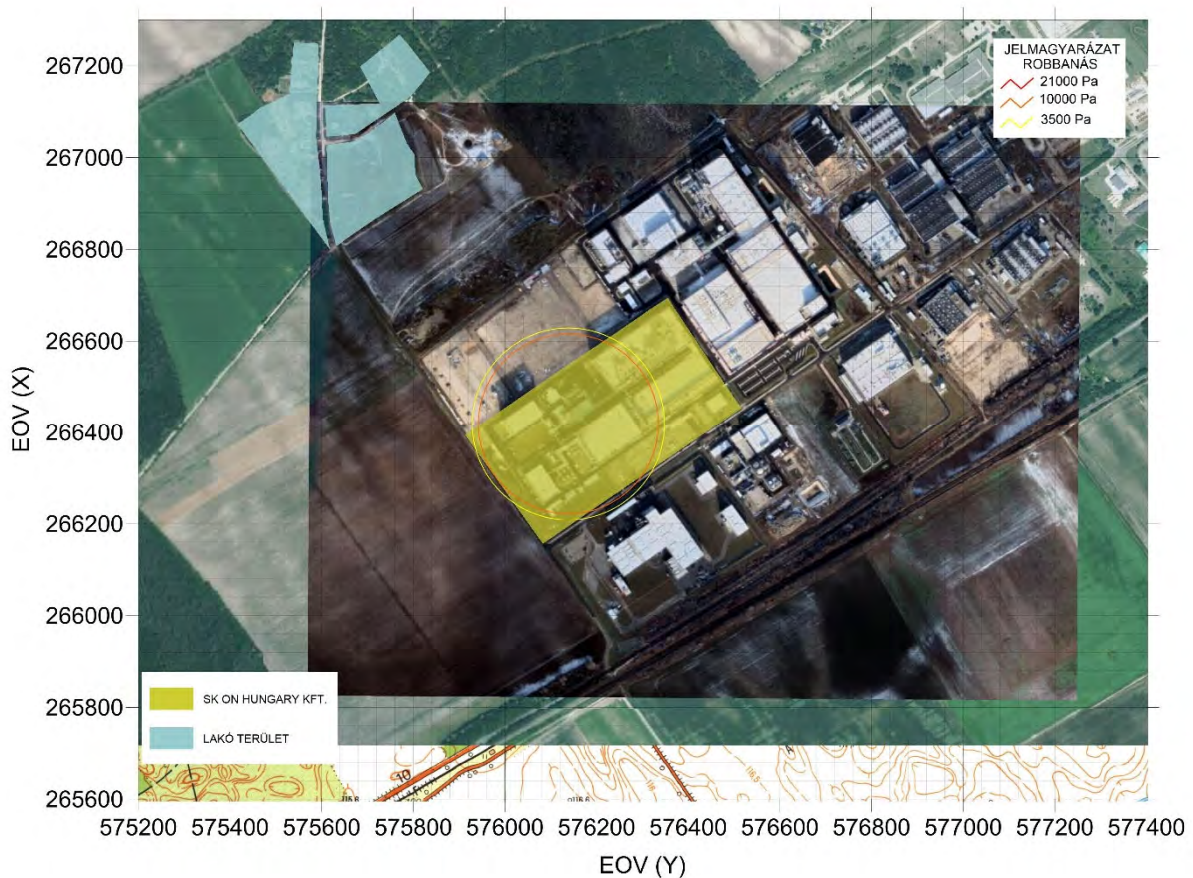 JELMAGYARÁZAT
ROBBANÁS
21000 Pa
10000 Pa
3500 Pa
267200
267000
266800
266600
266400
266200
266000
265800
265600
EOV (X)
SK ON HUNGARY KFT.
LAKÓ TERÜLET
10
575200 575400 575600 575800 576000 576200 576400 576600 576800 577000 577200 577400
EOV (Y)